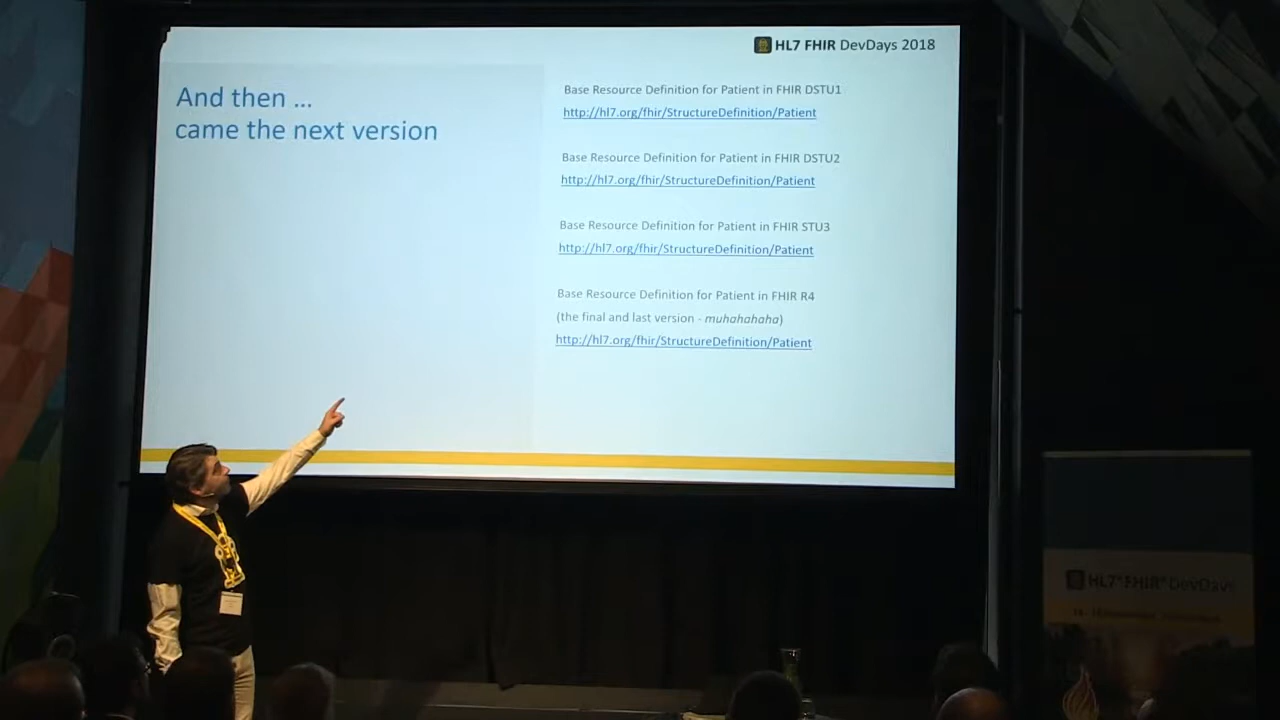 HL7 FHIR DevDays 2018
And then ...
came the next version
Base Resource Definition for Patient in FHIR DSTU1
http://hl7.org/fhir/StructureDefinition/Patient
Base Resource Definition for Patient in FHIR DSTU2
http://hl7.org/fhir/StructureDefinition/Patient
Base Resource Definition for Patient in FHIR STU3
http://hl7.org/fhir/StructureDefinition/Patient
Base Resource Definition for Patient in FHIR R4
(the final and last version - muhahahaha)
http://hl7.org/fhir/StructureDefinition/Patient
HL7® FHIR® DevDays